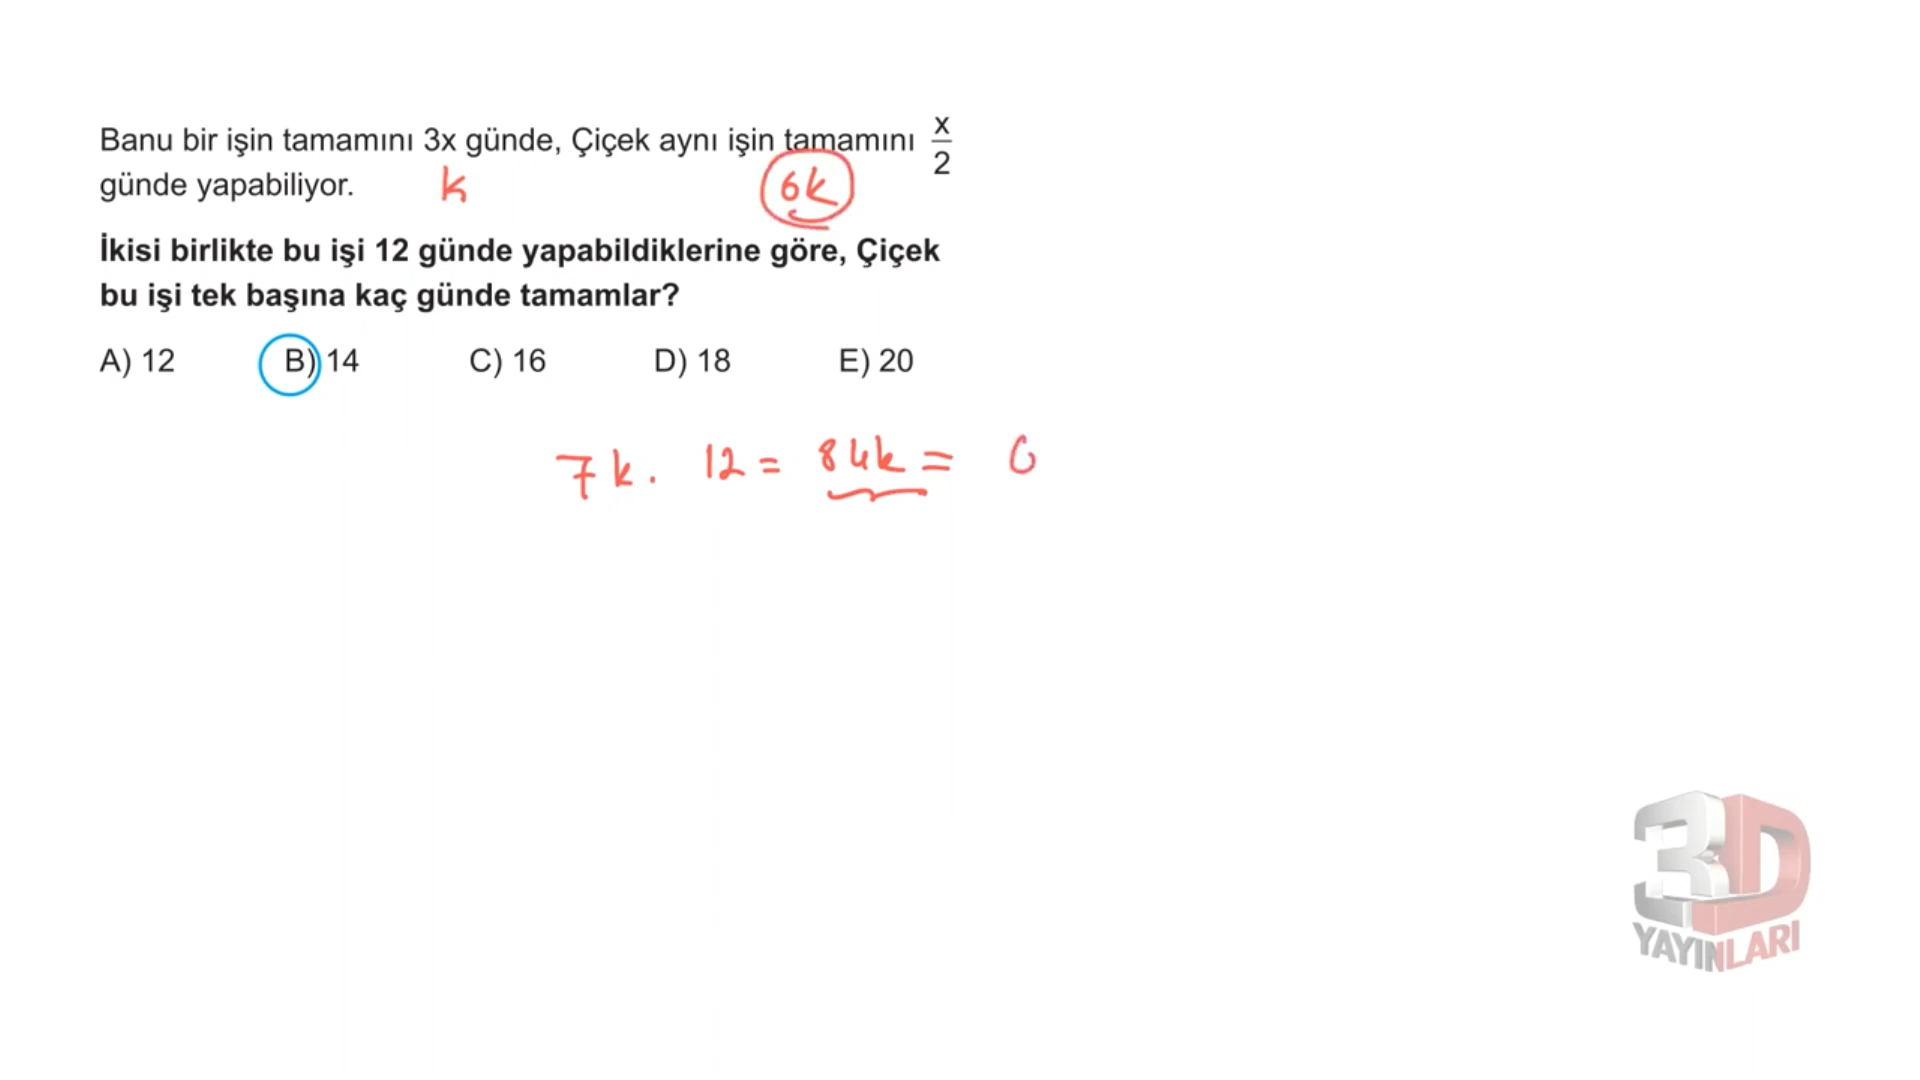 Banu bir işin tamamını 3x günde, Çiçek aynı işin tamamını x/2
günde yapabiliyor.
k 6k
İkisi birlikte bu işi 12 günde yapabildiklerine göre, Çiçek
bu işi tek başına kaç günde tamamlar?
A) 12 B) 14 C) 16 D) 18 E) 20
7k. 12 = 84k =
3D
YAYINLARI